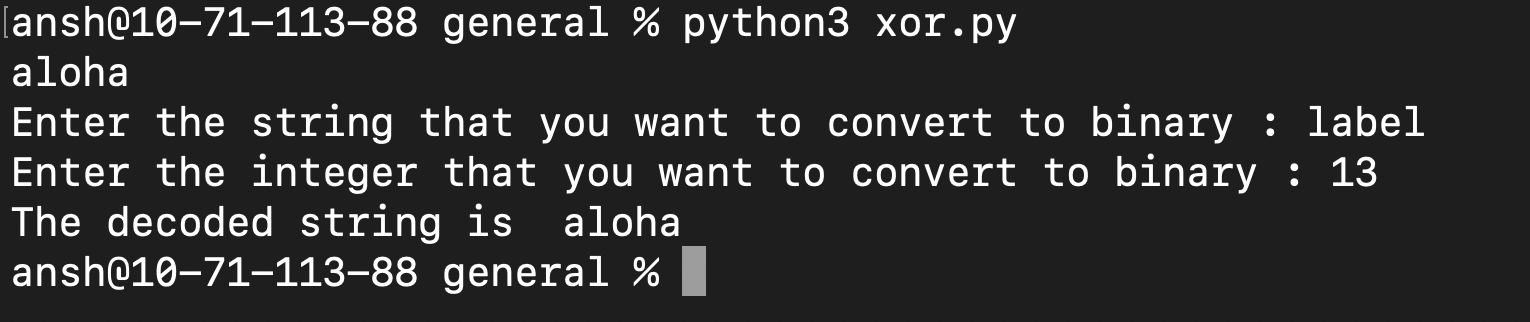 [ansh@10-71-113-88 general % python3 xor.py
aloha
Enter the string that you want to convert to binary : label
Enter the integer that you want to convert to binary : 13
The decoded string is  aloha
ansh@10-71-113-88 general %